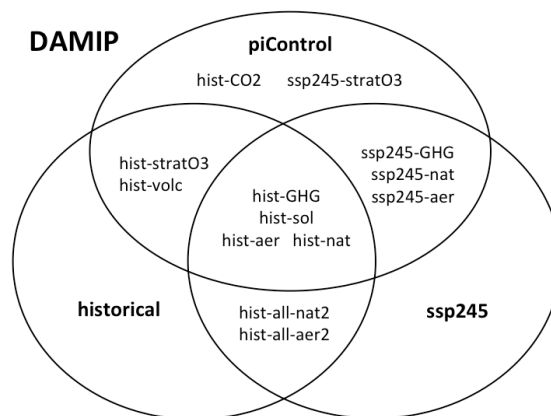 DAMIP
piControl
hist-CO2 ssp245-stratO3
hist-stratO3
hist-volc
ssp245-GHG
ssp245-nat
ssp245-aer
hist-GHG
hist-sol
hist-aer hist-nat
historical
hist-all-nat2
hist-all-aer2
ssp245